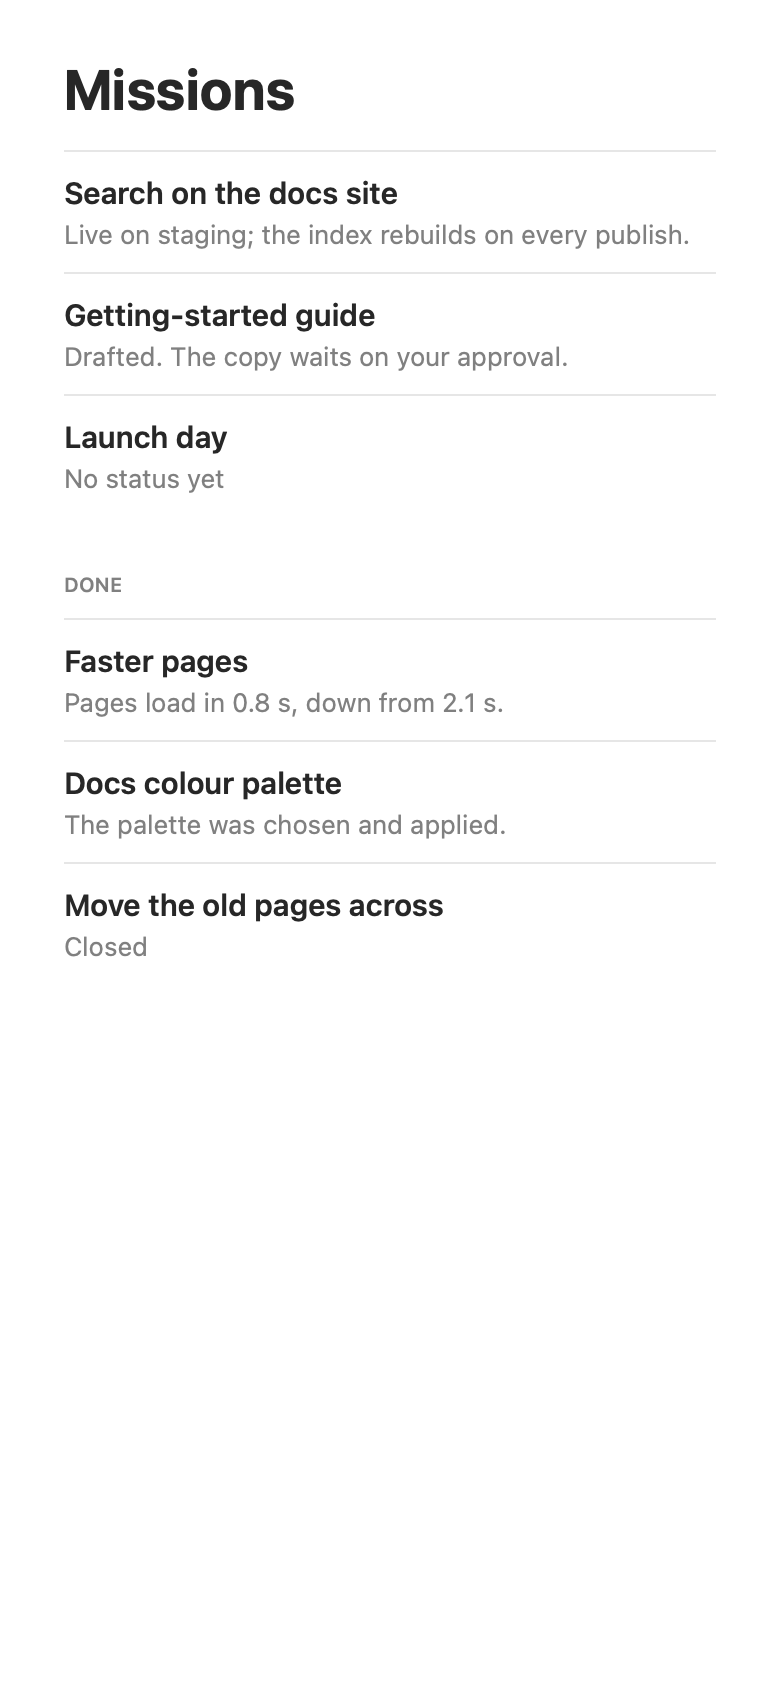 Missions
Search on the docs site
Live on staging; the index rebuilds on every publish.
Getting-started guide
Drafted. The copy waits on your approval.
Launch day
No status yet
DONE
Faster pages
Pages load in 0.8 s, down from 2.1 s.
Docs colour palette
The palette was chosen and applied.
Move the old pages across
Closed